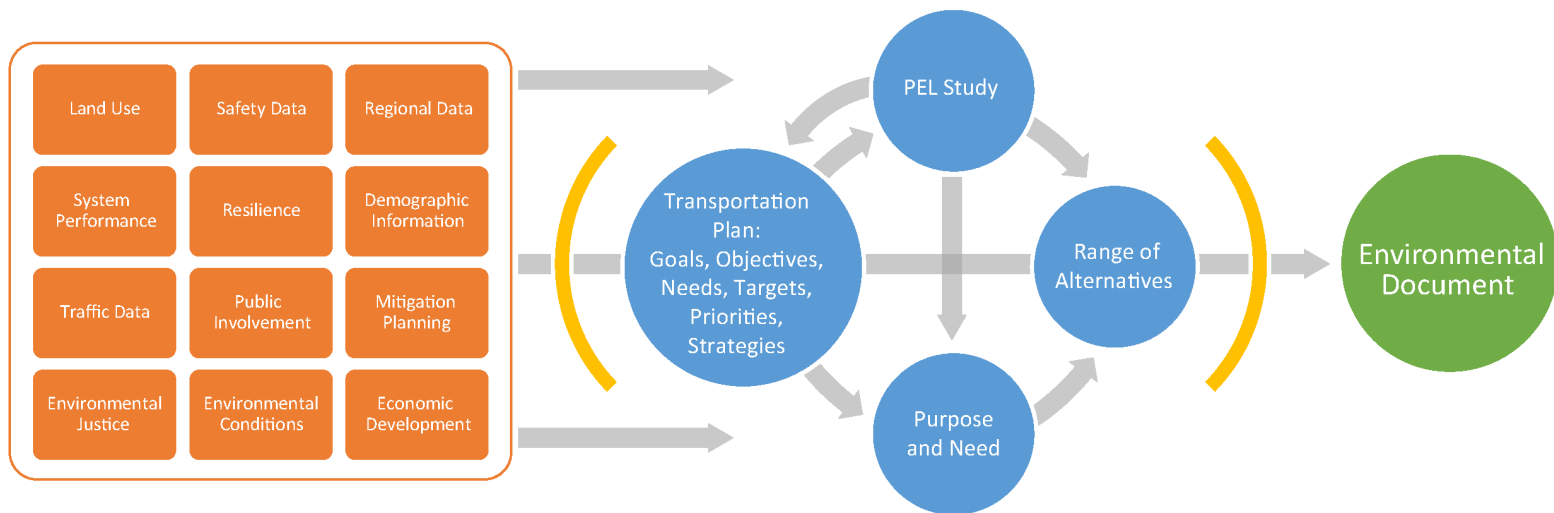 Land Use
Safety Data
Regional Data
System
Performance
Resilience
Demographic
Information
Traffic Data
Public
Involvement
Mitigation
Planning
Environmental
Justice
Environmental
Conditions
Economic
Development
PEL Study
Transportation
Plan:
Goals, Objectives,
Needs, Targets,
Priorities,
Strategies
Purpose
and Need
Range of
Alternatives
Environmental
Document